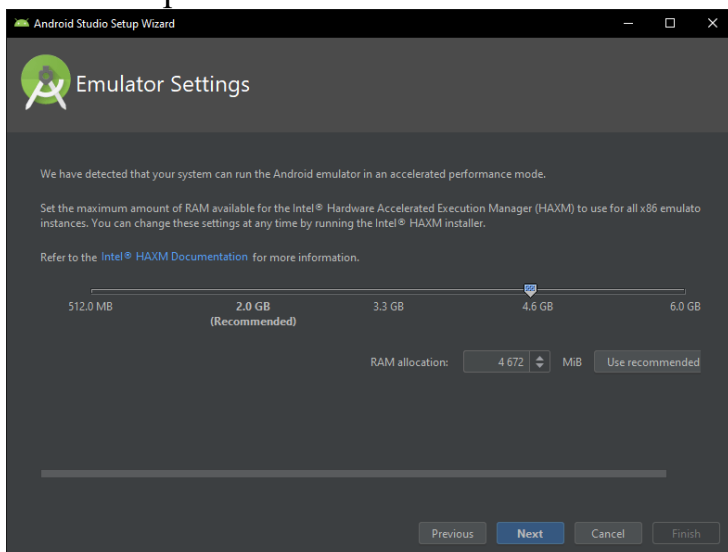 Android Studio Setup Wizard
Emulator Settings
We have detected that your system can run the Android emulator in an accelerated performance mode.
Set the maximum amount of RAM available for the Intel® Hardware Accelerated Execution Manager (HAXM) to use for all x86 emulato
instances. You can change these settings at any time by running the Intel® HAXM installer.
Refer to the Intel® HAXM Documentation for more information.
512.0 MB 2.0 GB 3.3 GB 4.6 GB 6.0 GB
(Recommended)
RAM allocation: 4 672 MiB Use recommended
Previous Next Cancel Finish